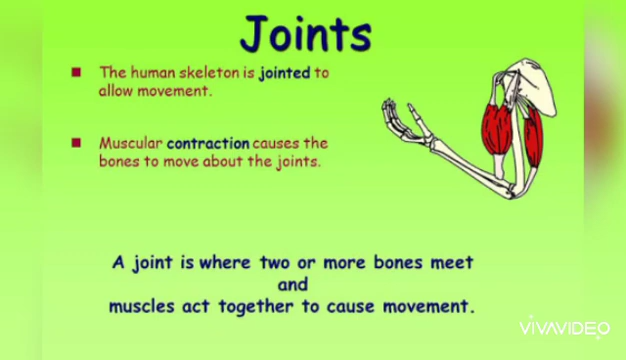 Joints
The human skeleton is jointed to
allow movement.
Muscular contraction causes the
bones to move about the joints.
A joint is where two or more bones meet
and
muscles act together to cause movement.
VIVAVIDEO